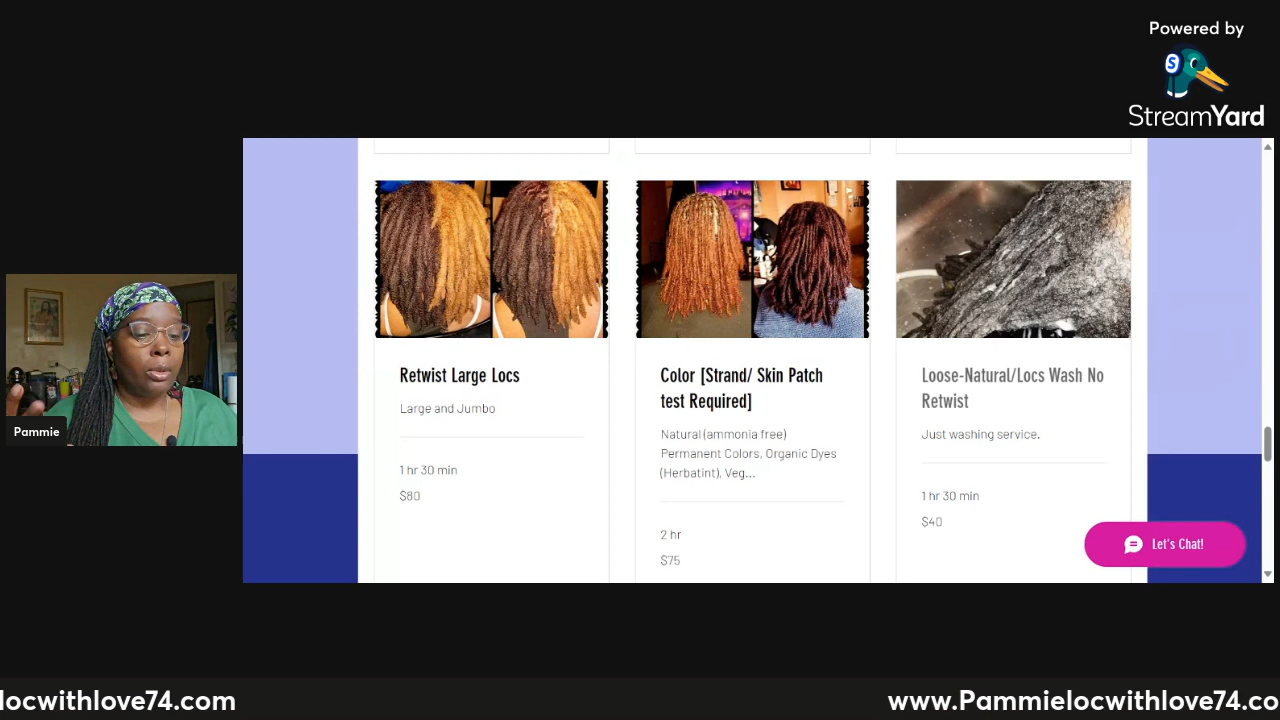 Powered by
StreamYard
Pammie
Retwist Large Locs
Large and Jumbo
1 hr 30 min
$80
Color [Strand/ Skin Patch
test Required]
Natural (ammonia free)
Permanent Colors, Organic Dyes
(Herbatint), Veg...
2 hr
$75
Loose-Natural/Locs Wash No
Retwist
Just washing service.
1 hr 30 min
$40
Let's Chat!
locwithlove74.com
www.Pammielocwithlove74.co